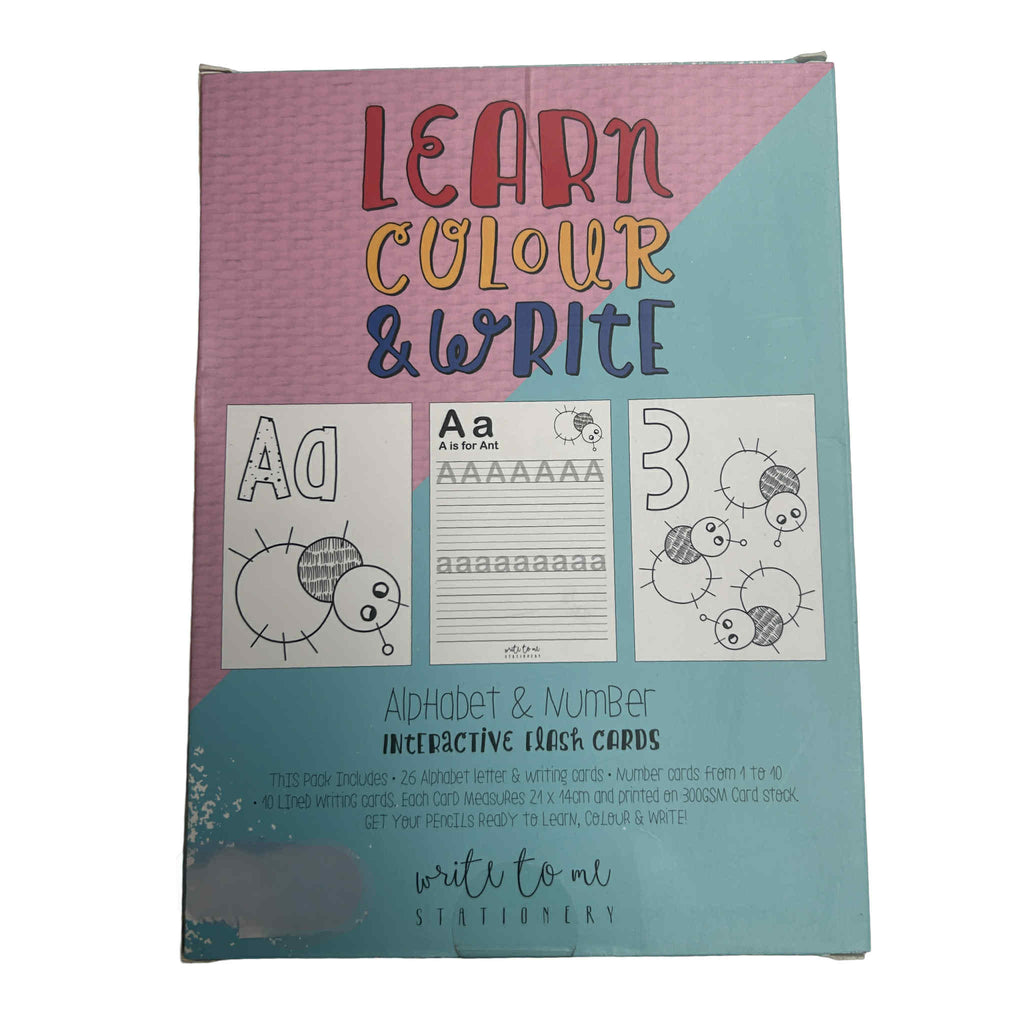 LEARN
COLOUR
& WRITE
Aa
Aa
A is for Ant
AAAAAAA
aaaaaaaaa
write to me
STATIONERY
3
Alphabet & Number
INTERACTIVE Flash CARDS
This Pack Includes • 26 Alphabet letter & writing cards • Number cards from 1 to 10
• 10 Lined writing cards. Each Card Measures 21 x 14cm and printed on 300GSM Card stock.
GET Your PENCILS ReaDY to Learn, COLOUR & WRITE!
write to me
STATIONERY